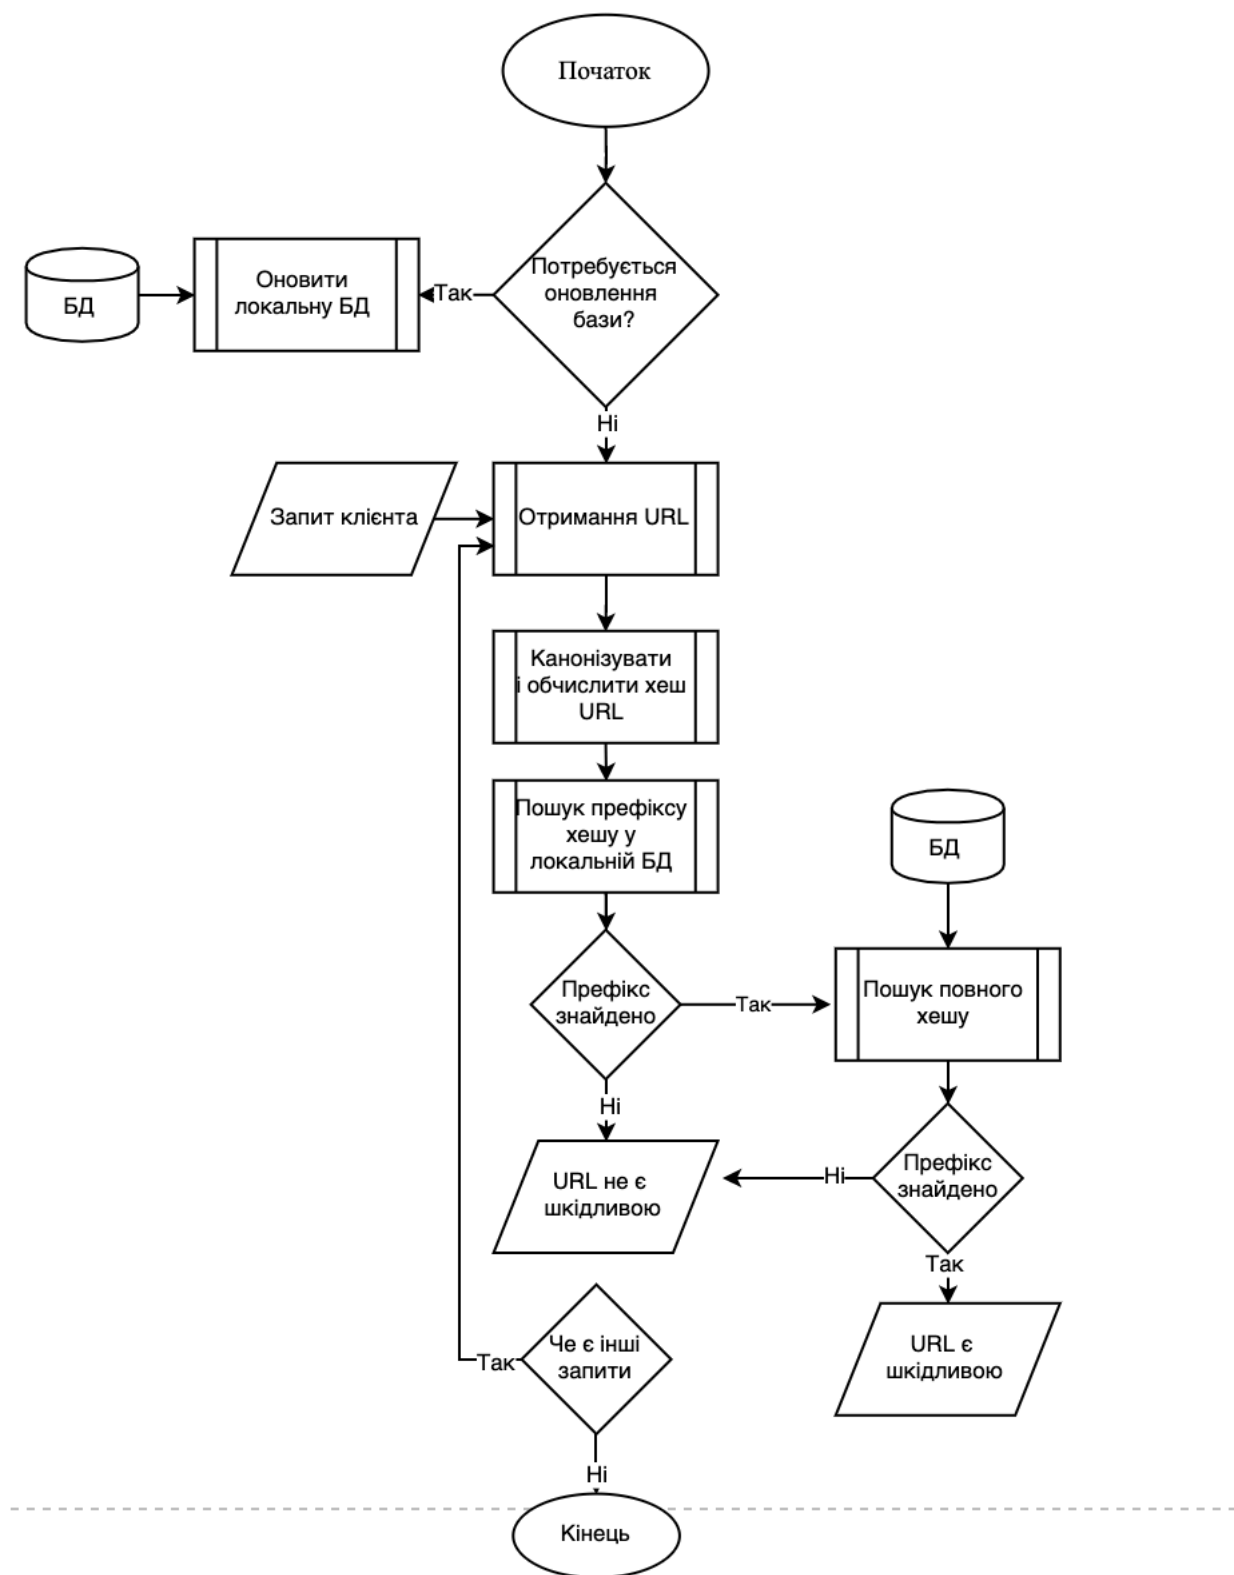 Початок
Потребується
оновлення
бази?
Так
Оновити
локальну БД
БД
Ні
Запит клієнта
Отримання URL
Канонізувати
і обчислити хеш
URL
Пошук префіксу
хешу у
локальній БД
БД
Префікс
знайдено
Так
Пошук повного
хешу
Ні
URL не є
шкідливою
Ні
Префікс
знайдено
Так
URL є
шкідливою
Че є інші
запити
Так
Ні
Кінець